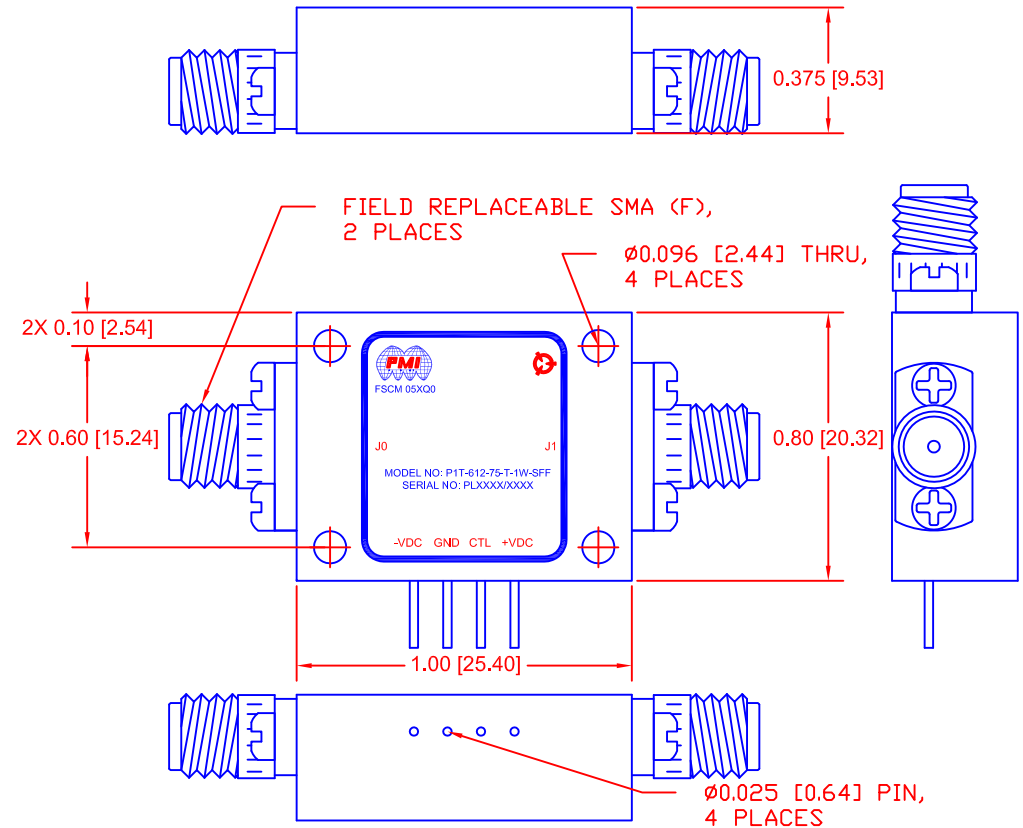 0.375 [9.53]
FIELD REPLACEABLE SMA (F),
2 PLACES
Ø0.096 [2.44] THRU,
4 PLACES
2X 0.10 [2.54]
PMI
FSCM 05XQ0
2X 0.60 [15.24]
J0
J1
0.80 [20.32]
MODEL NO: P1T-612-75-T-1W-SFF
SERIAL NO: PLXXXX/XXXX
-VDC GND CTL +VDC
1.00 [25.40]
Ø0.025 [0.64] PIN,
4 PLACES